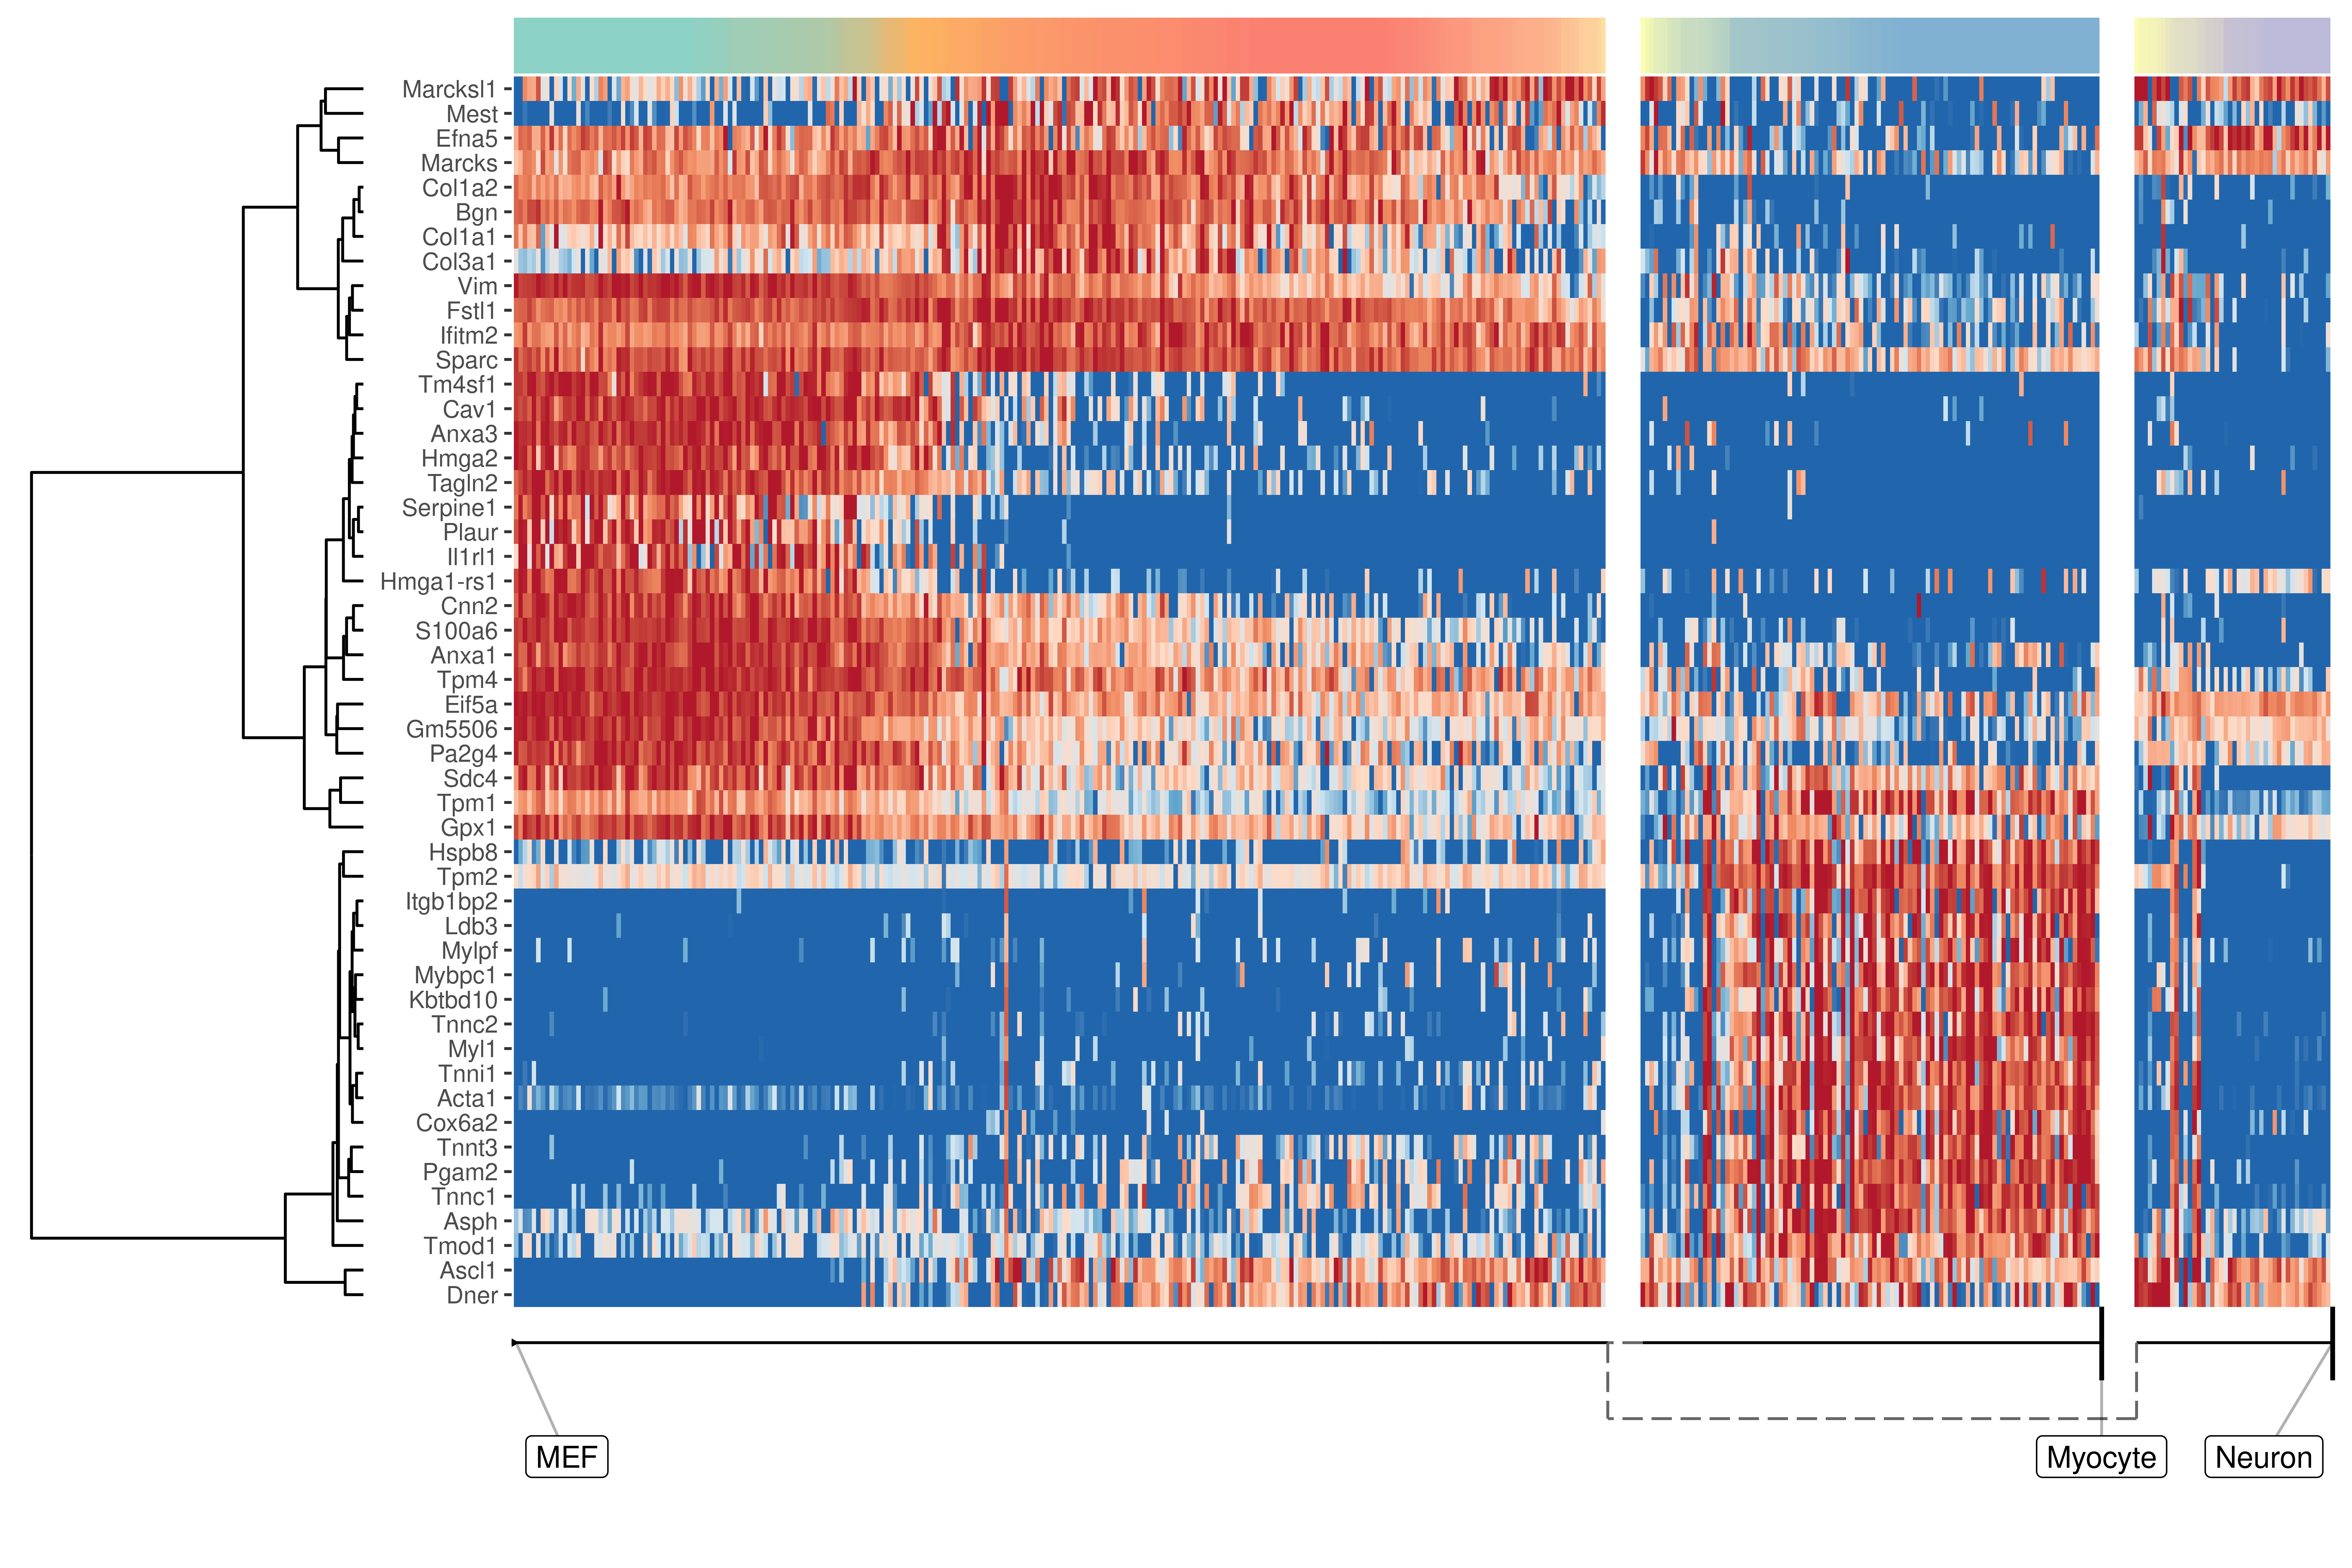 Marcksl1
Mest
Efna5
Marcks
Col1a2
Bgn
Col1a1
Col3a1
Vim
Fstl1
Ifitm2
Sparc
Tm4sf1
Cav1
Anxa3
Hmga2
Tagln2
Serpine1
Plaur
Il1rl1
Hmga1-rs1
Cnn2
S100a6
Anxa1
Tpm4
Eif5a
Gm5506
Pa2g4
Sdc4
Tpm1
Gpx1
Hspb8
Tpm2
Itgb1bp2
Ldb3
Mylpf
Mybpc1
Kbtbd10
Tnnc2
Myl1
Tnni1
Acta1
Cox6a2
Tnnt3
Pgam2
Tnnc1
Asph
Tmod1
Ascl1
Dner
MEF Myocyte Neuron